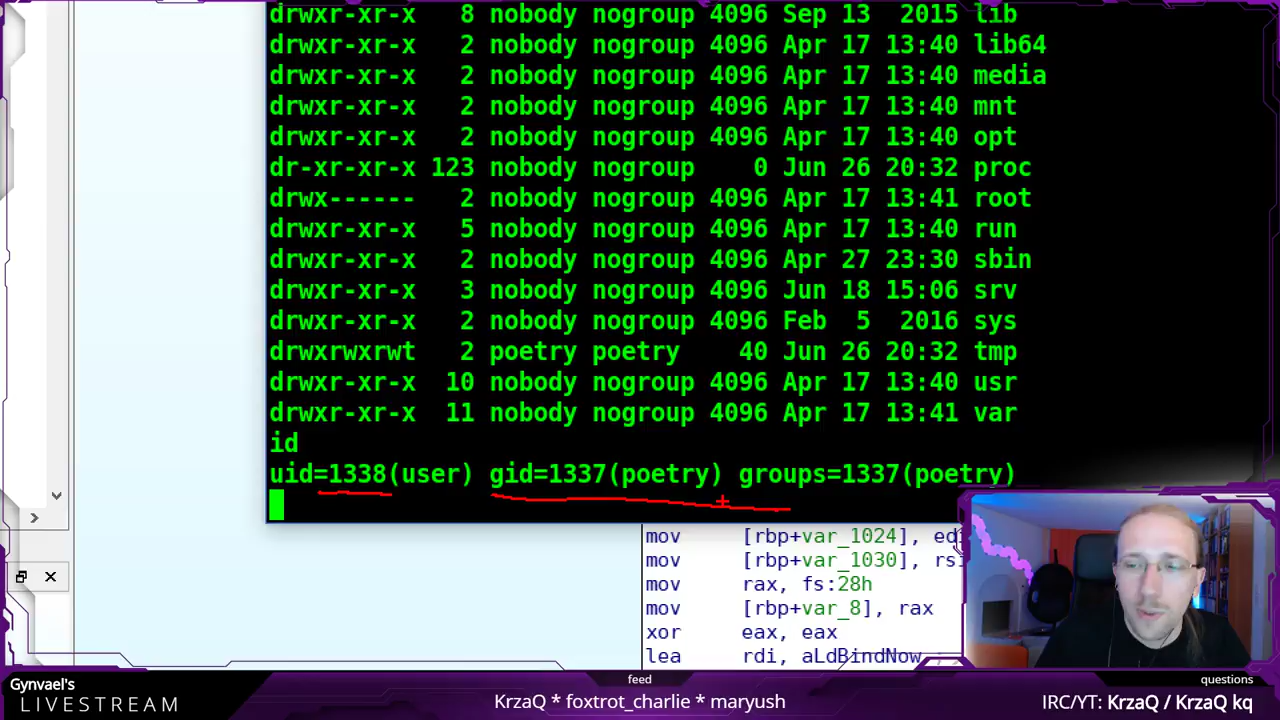 drwxr-xr-x   8 nobody nogroup 4096 Sep 13  2015 lib
drwxr-xr-x   2 nobody nogroup 4096 Apr 17 13:40 lib64
drwxr-xr-x   2 nobody nogroup 4096 Apr 17 13:40 media
drwxr-xr-x   2 nobody nogroup 4096 Apr 17 13:40 mnt
drwxr-xr-x   2 nobody nogroup 4096 Apr 17 13:40 opt
dr-xr-xr-x 123 nobody nogroup    0 Jun 26 20:32 proc
drwx------   2 nobody nogroup 4096 Apr 17 13:41 root
drwxr-xr-x   5 nobody nogroup 4096 Apr 17 13:40 run
drwxr-xr-x   2 nobody nogroup 4096 Apr 27 23:30 sbin
drwxr-xr-x   3 nobody nogroup 4096 Jun 18 15:06 srv
drwxr-xr-x   2 nobody nogroup 4096 Feb  5  2016 sys
drwxrwxrwt   2 poetry poetry    40 Jun 26 20:32 tmp
drwxr-xr-x  10 nobody nogroup 4096 Apr 17 13:40 usr
drwxr-xr-x  11 nobody nogroup 4096 Apr 17 13:41 var
id
uid=1338(user) gid=1337(poetry) groups=1337(poetry)
mov [rbp+var_1024],
mov [rbp+var_1030],
mov rax, fs:28h
mov [rbp+var_8], rax
xor eax, eax
lea rdi, aLdBindNow ;
Gynvael's
LIVESTREAM
feed
KrzaQ * foxtrot_charlie * maryush
questions
IRC/YT: KrzaQ / KrzaQ kq